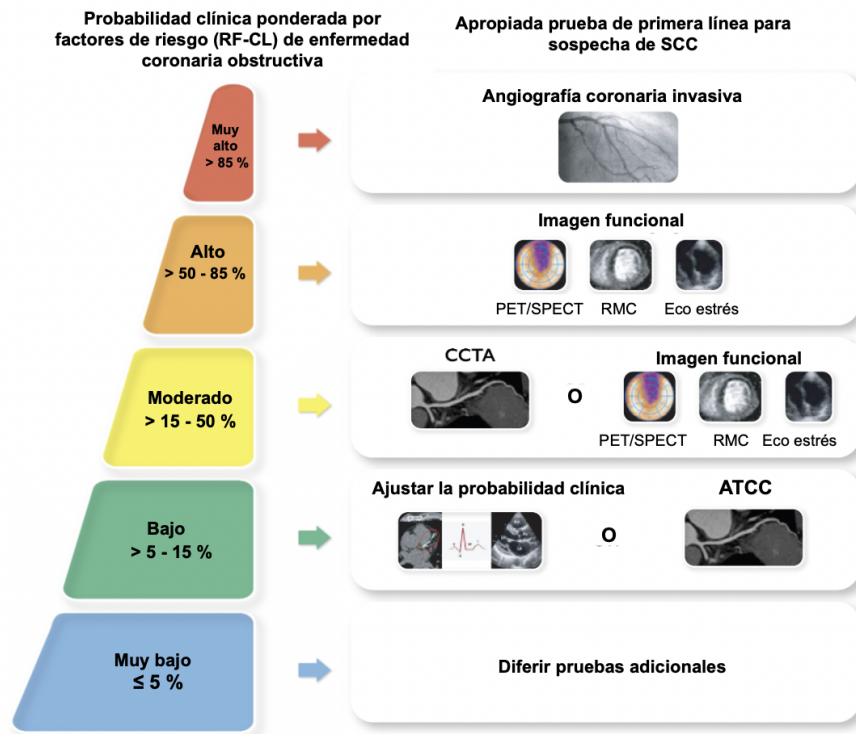 Probabilidad clínica ponderada por
factores de riesgo (RF-CL) de enfermedad
coronaria obstructiva
Apropiada prueba de primera línea para
sospecha de SCC
Muy
alto
> 85 %
Angiografía coronaria invasiva
Alto
> 50 - 85 %
Imagen funcional
PET/SPECT RMC Eco estrés
Moderado
> 15 - 50 %
CCTA
O
Imagen funcional
PET/SPECT RMC Eco estrés
Bajo
> 5 - 15 %
Ajustar la probabilidad clínica
O
ATCC
Muy bajo
≤ 5 %
Diferir pruebas adicionales